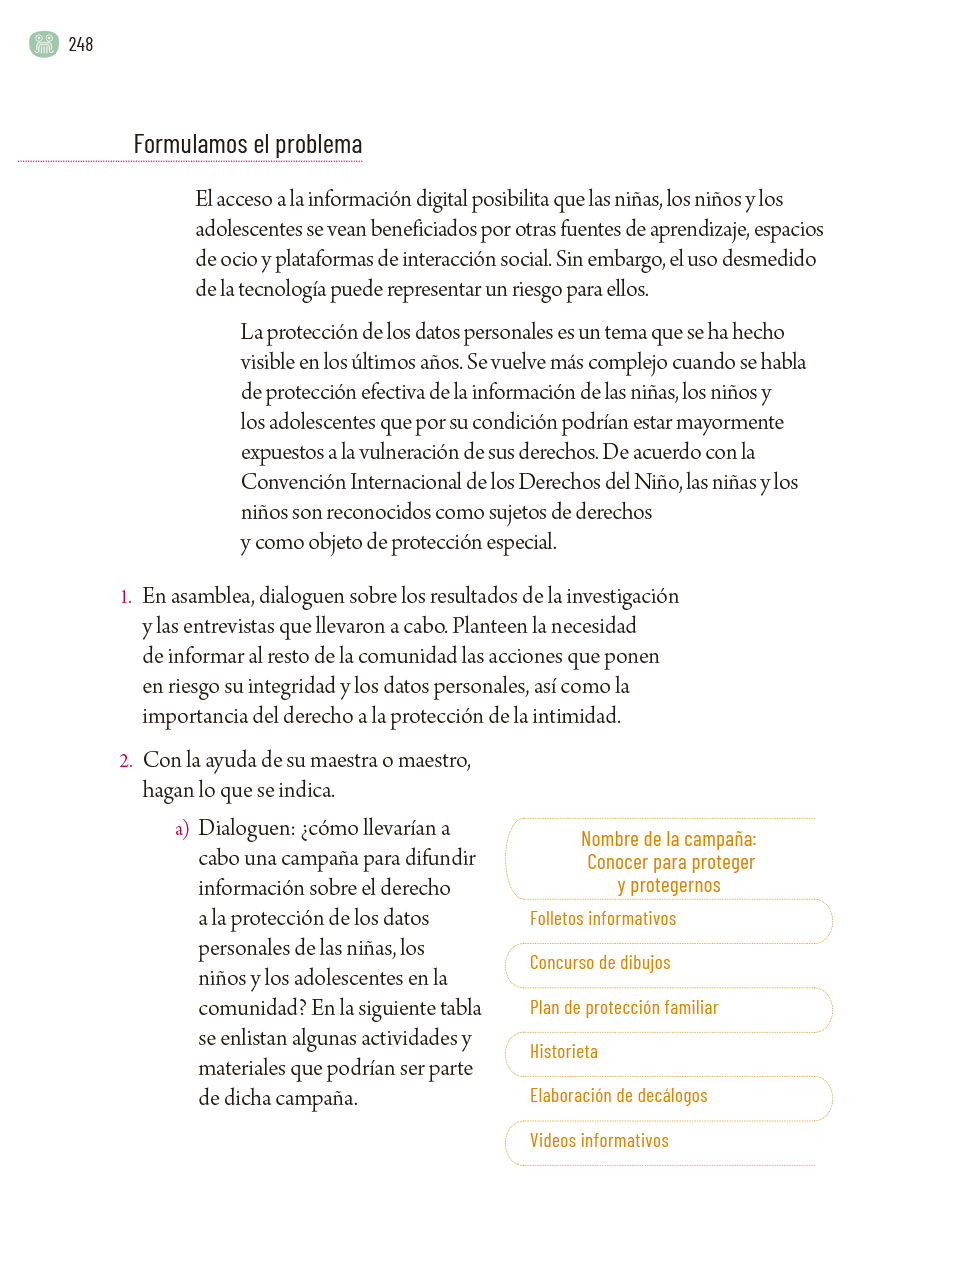 248
Formulamos el problema
El acceso a la información digital posibilita que las niñas, los niños y los
adolescentes se vean beneficiados por otras fuentes de aprendizaje, espacios
de ocio y plataformas de interacción social. Sin embargo, el uso desmedido
de la tecnología puede representar un riesgo para ellos.
La protección de los datos personales es un tema que se ha hecho
visible en los últimos años. Se vuelve más complejo cuando se habla
de protección efectiva de la información de las niñas, los niños y
los adolescentes que por su condición podrían estar mayormente
expuestos a la vulneración de sus derechos. De acuerdo con la
Convención Internacional de los Derechos del Niño, las niñas y los
niños son reconocidos como sujetos de derechos
y como objeto de protección especial.
1. En asamblea, dialoguen sobre los resultados de la investigación
y las entrevistas que llevaron a cabo. Planteen la necesidad
de informar al resto de la comunidad las acciones que ponen
en riesgo su integridad y los datos personales, así como la
importancia del derecho a la protección de la intimidad.
2. Con la ayuda de su maestra o maestro,
hagan lo que se indica.
a) Dialoguen: ¿cómo llevarían a
cabo una campaña para difundir
información sobre el derecho
a la protección de los datos
personales de las niñas, los
niños y los adolescentes en la
comunidad? En la siguiente tabla
se enlistan algunas actividades y
materiales que podrían ser parte
de dicha campaña.
Nombre de la campaña:
Conocer para proteger
y protegernos
Folletos informativos
Concurso de dibujos
Plan de protección familiar
Historieta
Elaboración de decálogos
Videos informativos